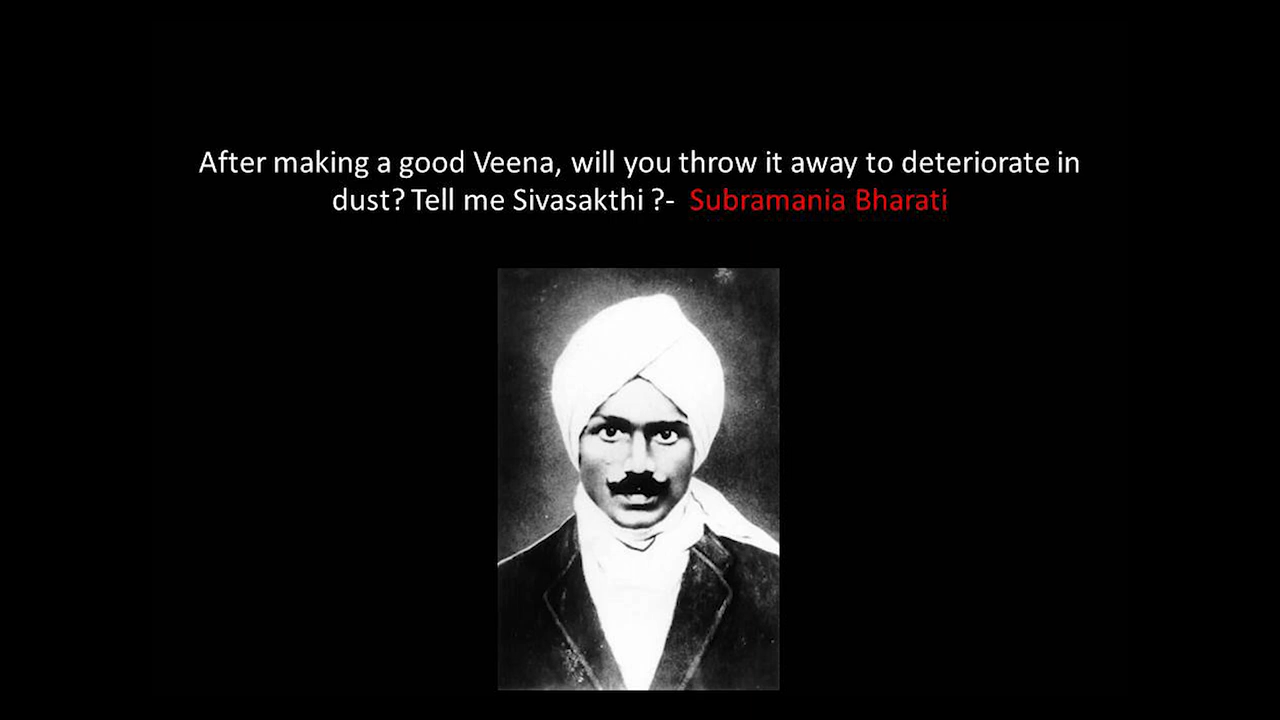 After making a good Veena, will you throw it away to deteriorate in
dust? Tell me Sivasakthi ?-  Subramania Bharati